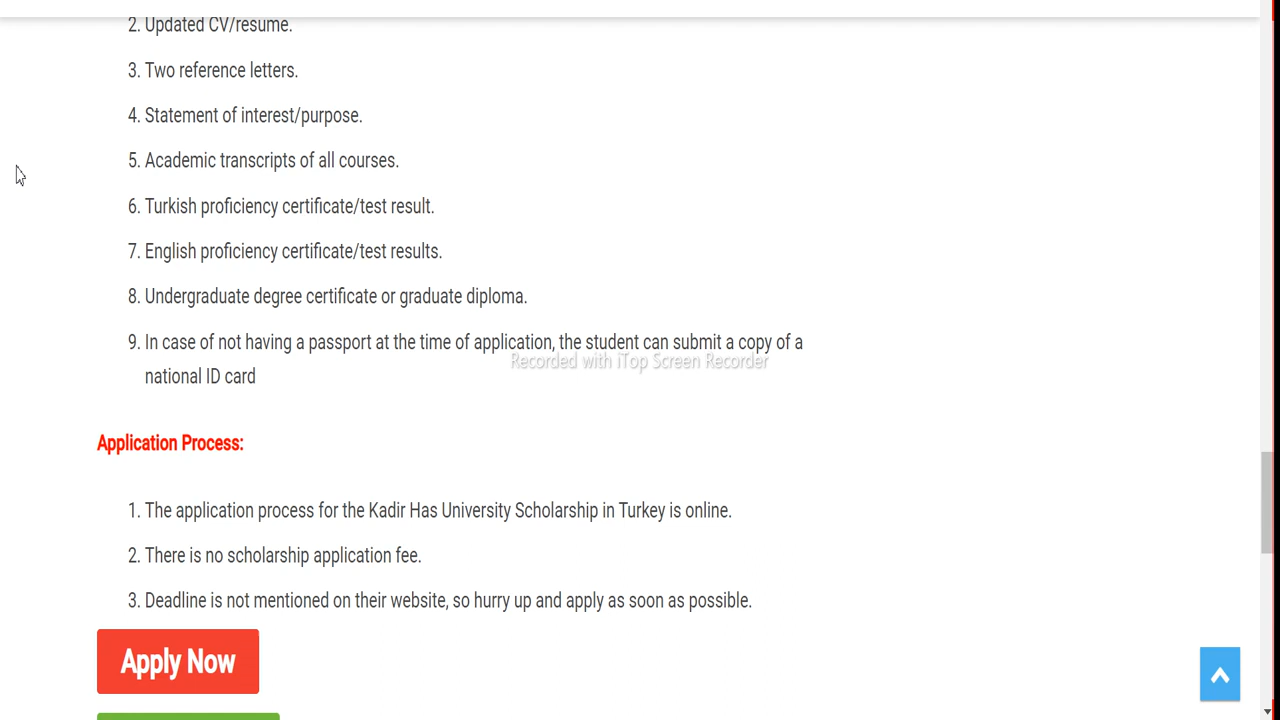 2. Updated CV/resume.
3. Two reference letters.
4. Statement of interest/purpose.
5. Academic transcripts of all courses.
6. Turkish proficiency certificate/test result.
7. English proficiency certificate/test results.
8. Undergraduate degree certificate or graduate diploma.
9. In case of not having a passport at the time of application, the student can submit a copy of a
national ID card
Recorded with iTop Screen Recorder
Application Process:
1. The application process for the Kadir Has University Scholarship in Turkey is online.
2. There is no scholarship application fee.
3. Deadline is not mentioned on their website, so hurry up and apply as soon as possible.
Apply Now